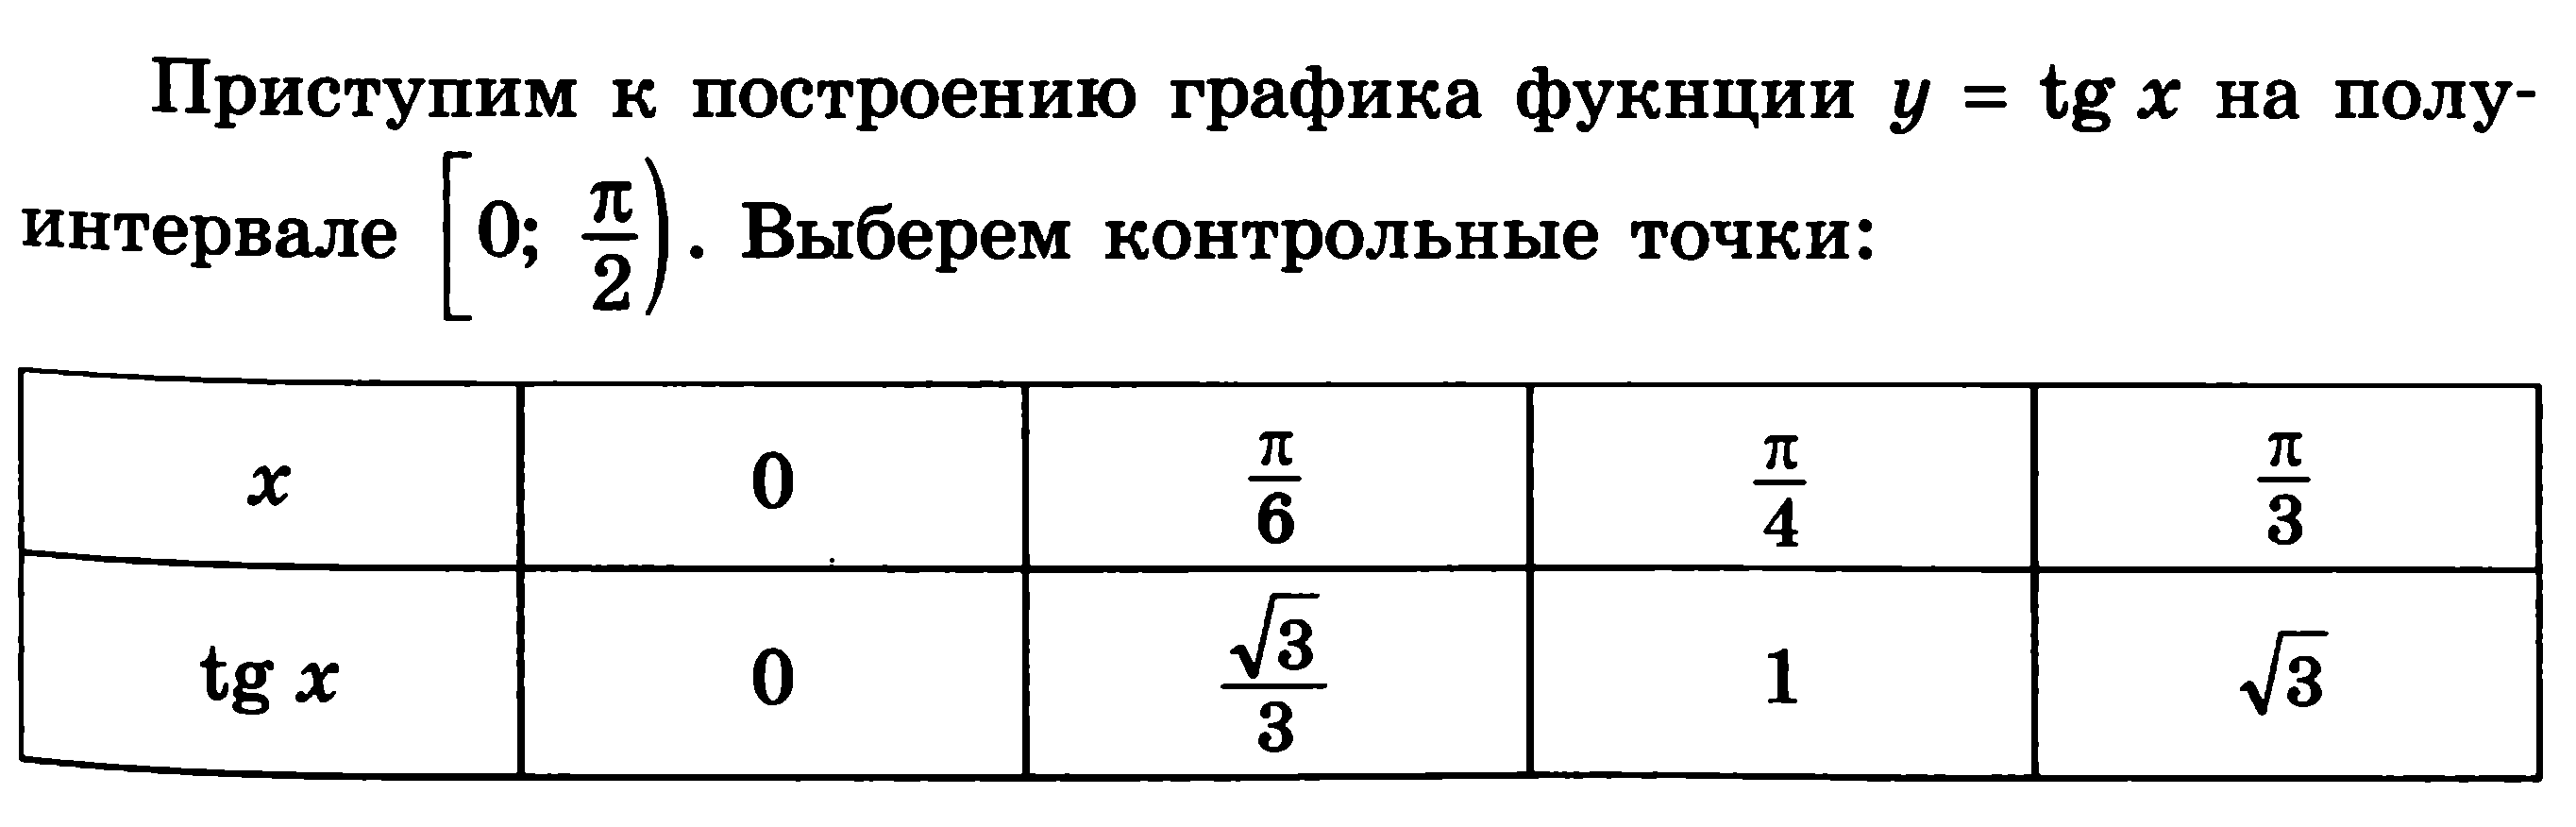 Приступим к построению графика фукнции y = tg x на полу-
интервале [0; π/2). Выберем контрольные точки:
x 0 π/6 π/4 π/3
tg x 0 √3/3 1 √3